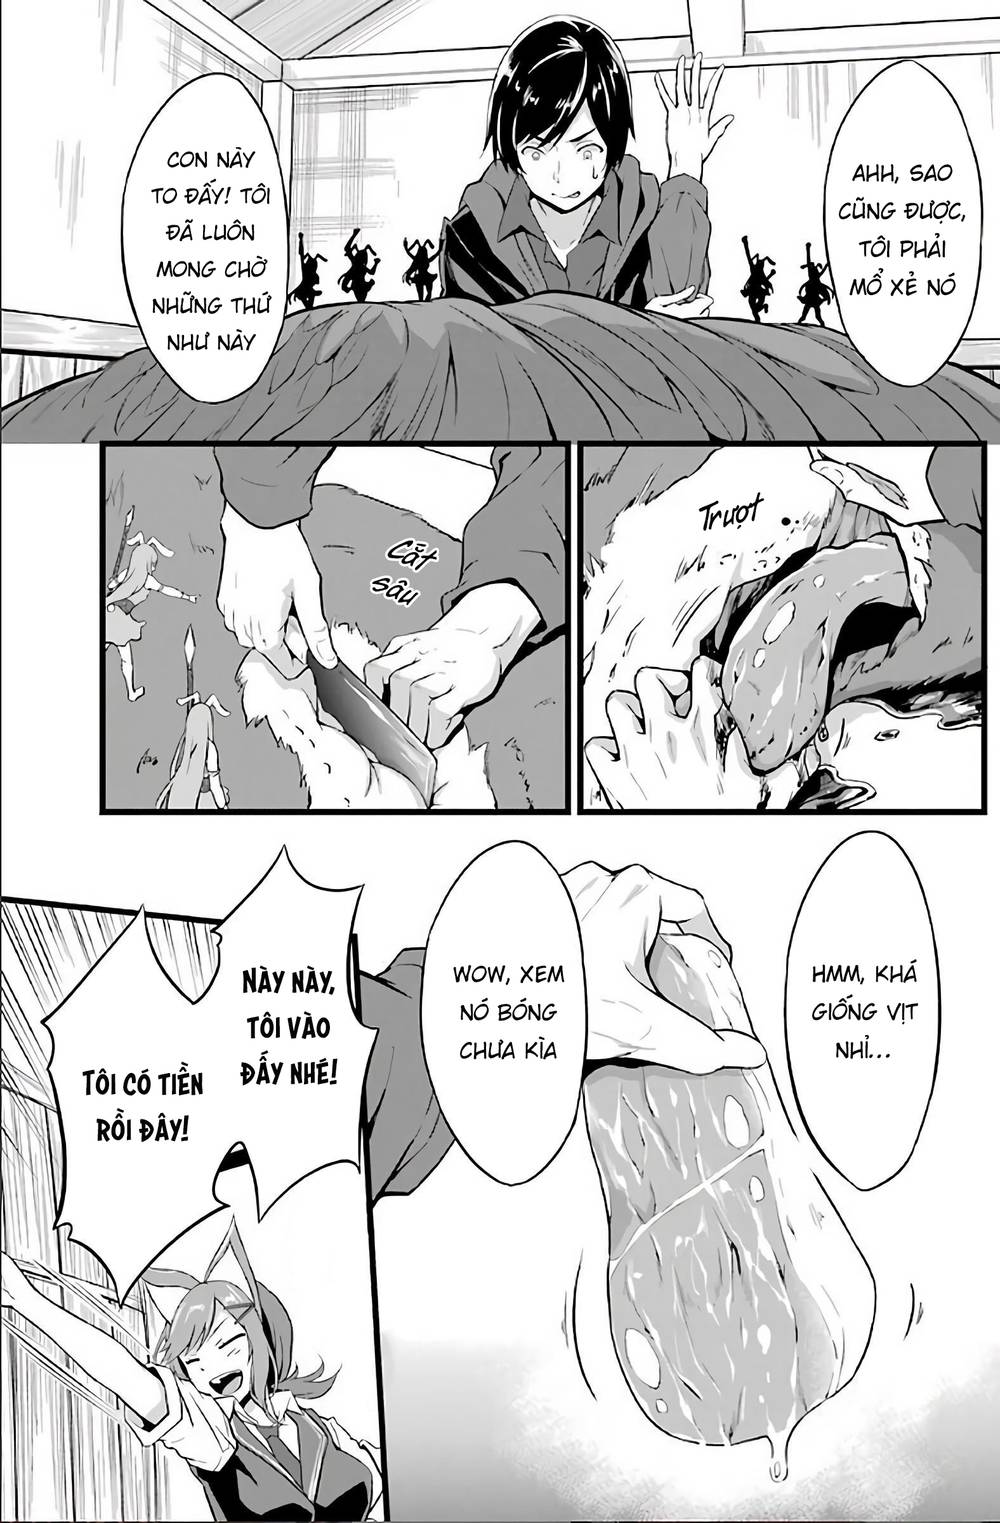 AHH, SAO
CŨNG ĐƯỢC,
TÔI PHẢI
MỔ XẺ NÓ
CON NÀY
TO ĐẤY! TÔI
ĐÃ LUÔN
MONG CHỜ
NHỮNG THỨ
NHƯ NÀY
Trượt
Cắt
sâu
HMM, KHÁ
GIỐNG VỊT
NHỈ...
WOW, XEM
NÓ BÓNG
CHƯA KÌA
NÀY NÀY,
TÔI VÀO
ĐẤY NHÉ!
TÔI CÓ TIỀN
RỒI ĐÂY!